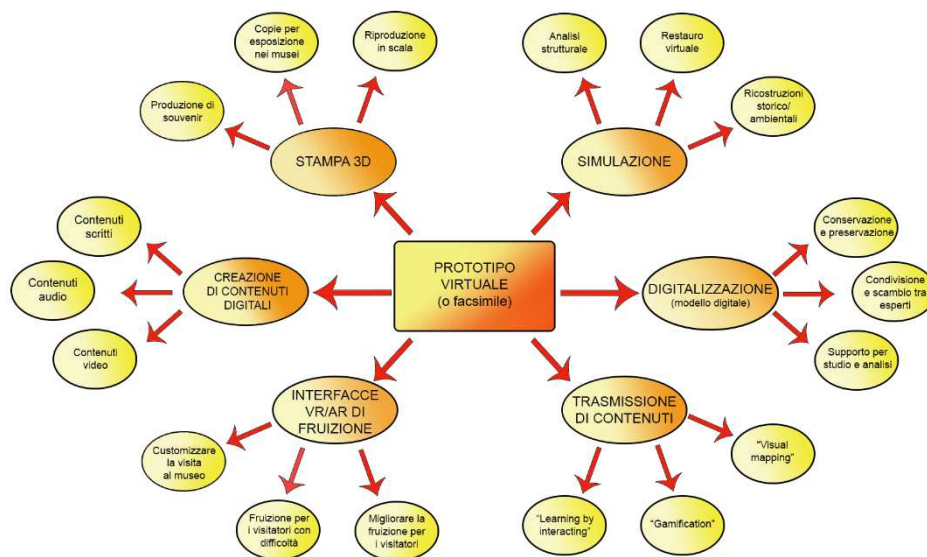 Copie per
esposizione
nei musei
Riproduzione
in scala
Produzione di
souvenir
STAMPA 3D
Analisi
strutturale
Restauro
virtuale
Ricostruzioni
storico/
ambientali
SIMULAZIONE
Contenuti
scritti
Contenuti
audio
Contenuti
video
CREAZIONE
DI CONTENUTI
DIGITALI
PROTOTIPO
VIRTUALE
(o facsimile)
DIGITALIZZAZIONE
(modello digitale)
Conservazione
e preservazione
Condivisione
e scambio tra
esperti
Supporto per
studio e analisi
INTERFACCE
VR/AR DI
FRUIZIONE
Customizzare
la visita
al museo
Fruizione per
i visitatori con
difficoltà
Migliorare la
fruizione per
i visitatori
TRASMISSIONE
DI CONTENUTI
"Visual
mapping"
"Learning by
interacting"
"Gamification"